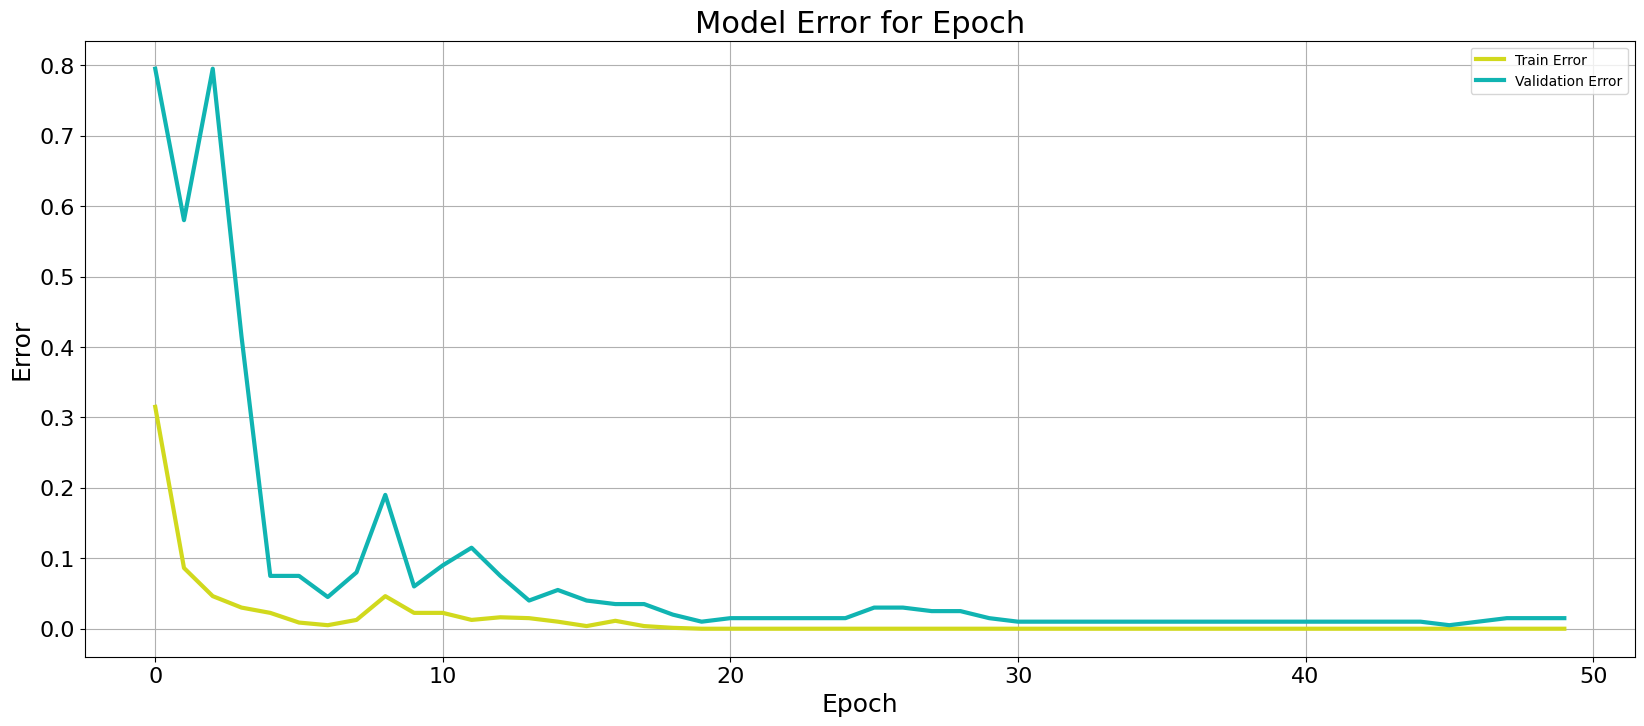 Model Error for Epoch
Train Error
Validation Error
0.8
0.7
0.6
0.5
0.4
0.3
0.2
0.1
0.0
Error
0 10 20 30 40 50
Epoch